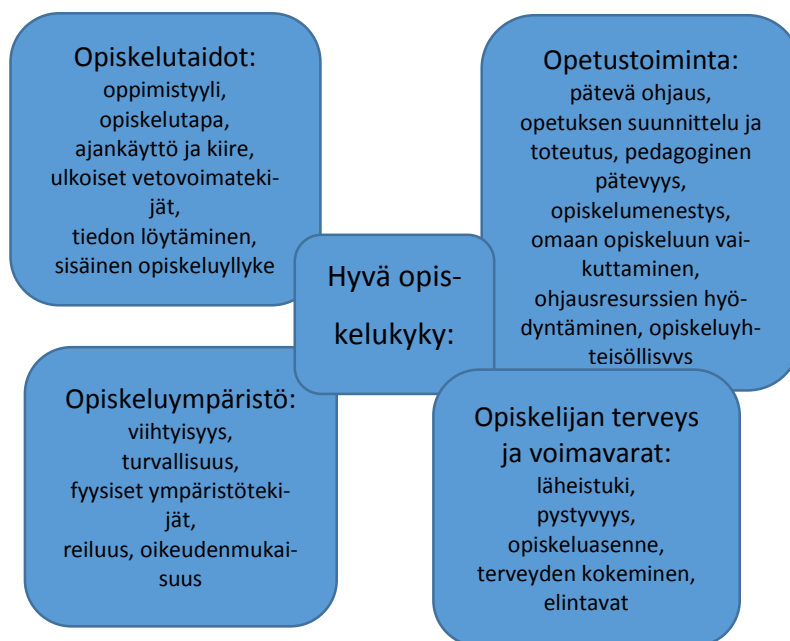 Opiskelutaidot:
oppimistyyli,
opiskelutapa,
ajankäyttö ja kiire,
ulkoiset vetovoimateki-
jät,
tiedon löytäminen,
sisäinen opiskeluyllyke
Opetustoiminta:
pätevä ohjaus,
opetuksen suunnittelu ja
toteutus, pedagoginen
pätevyys,
opiskelumenestys,
omaan opiskeluun vai-
kuttaminen,
ohjausresurssien hyö-
dyntäminen, opiskeluyh-
teisöllisyys
Hyvä opis-
kelukyky:
Opiskeluympäristö:
viihtyisyys,
turvallisuus,
fyysiset ympäristöteki-
jät,
reiluus, oikeudenmukai-
suus
Opiskelijan terveys
ja voimavarat:
läheistuki,
pystyvyys,
opiskeluasenne,
terveyden kokeminen,
elintavat